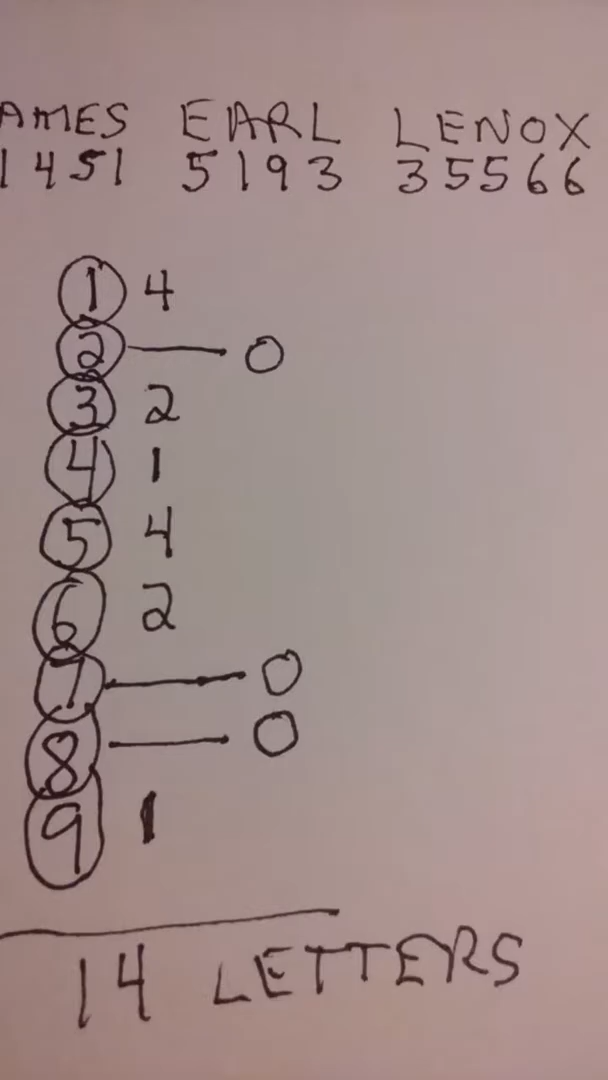 AMES EARL LENOX
1451 5193 35566
1 4
2 — 0
3 2
4 1
5 4
6 2
7 — 0
8 — 0
9 1
14 LETTERS